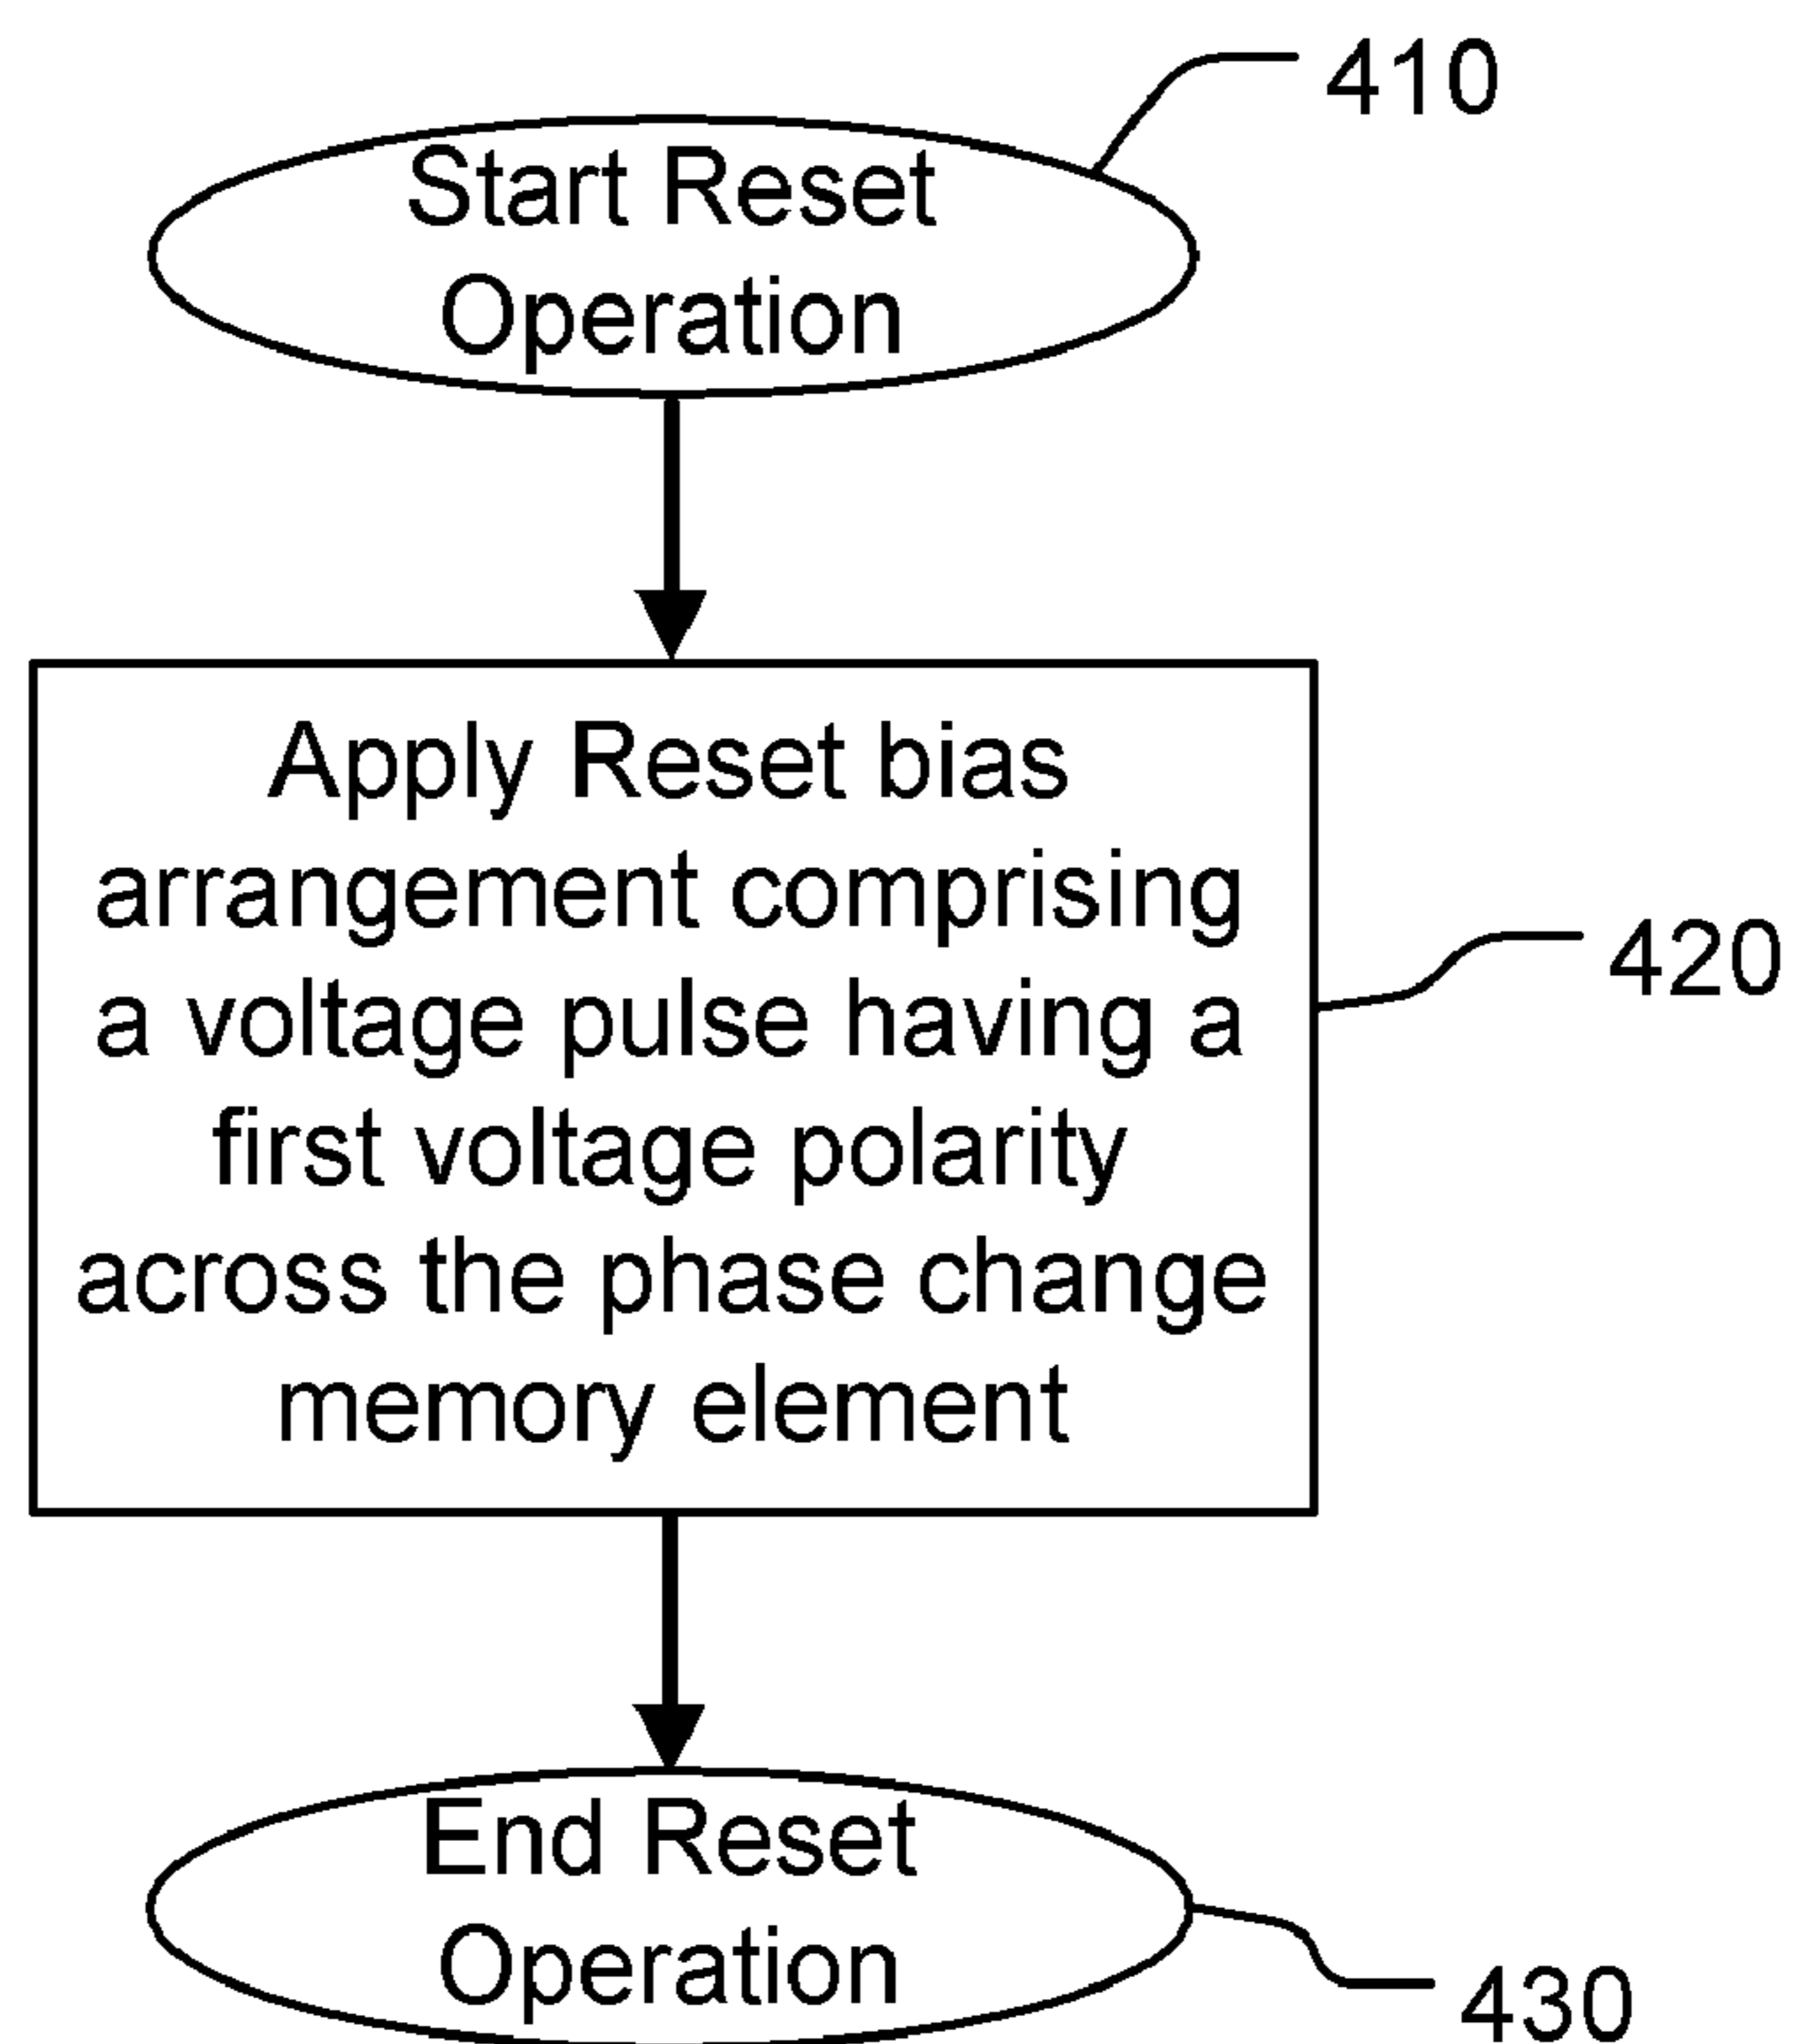 410
Start Reset
Operation
Apply Reset bias
arrangement comprising
a voltage pulse having a
first voltage polarity
across the phase change
memory element
420
End Reset
Operation
430